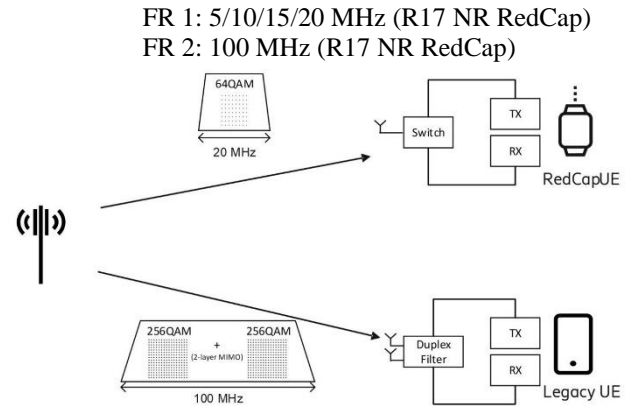 FR 1: 5/10/15/20 MHz (R17 NR RedCap)
FR 2: 100 MHz (R17 NR RedCap)
64QAM
20 MHz
Switch
TX
RX
RedCapUE
256QAM
256QAM
+
(2-layer MIMO)
100 MHz
Duplex
Filter
TX
RX
Legacy UE